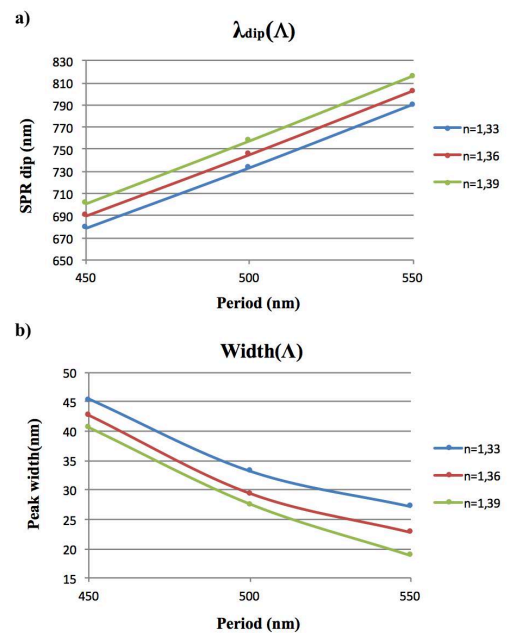 a)
λdip(Λ)
830
810
790
770
750
730
710
690
670
650
SPR dip (nm)
450
500
550
Period (nm)
n=1,33
n=1,36
n=1,39
b)
Width(Λ)
50
45
40
35
30
25
20
15
Peak width(nm)
450
500
550
Period (nm)
n=1,33
n=1,36
n=1,39